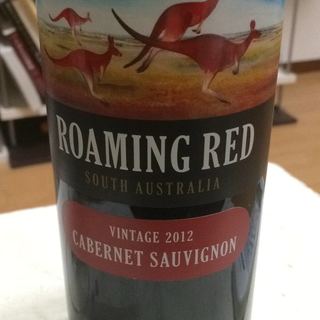 ROAMING RED
SOUTH AUSTRALIA
VINTAGE 2012
CABERNET SAUVIGNON